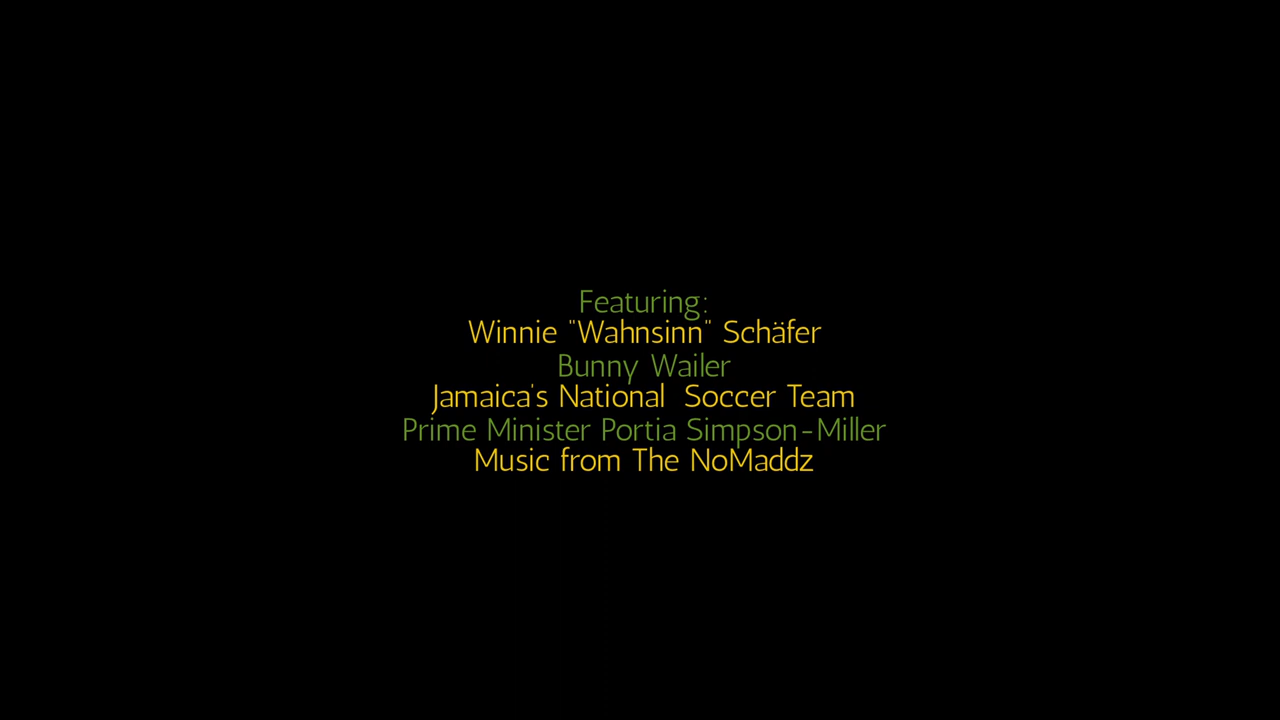 Featuring:
Winnie "Wahnsinn" Schäfer
Bunny Wailer
Jamaica's National  Soccer Team
Prime Minister Portia Simpson-Miller
Music from The NoMaddz